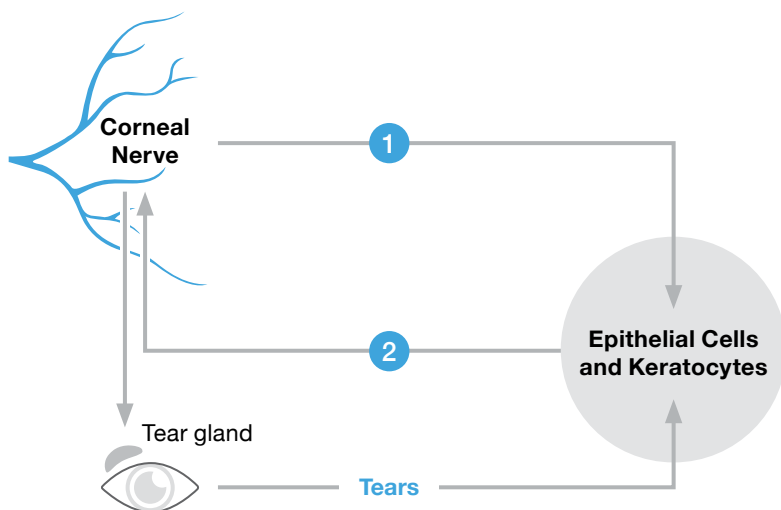 Corneal
Nerve
1
2
Epithelial Cells
and Keratocytes
Tear gland
Tears